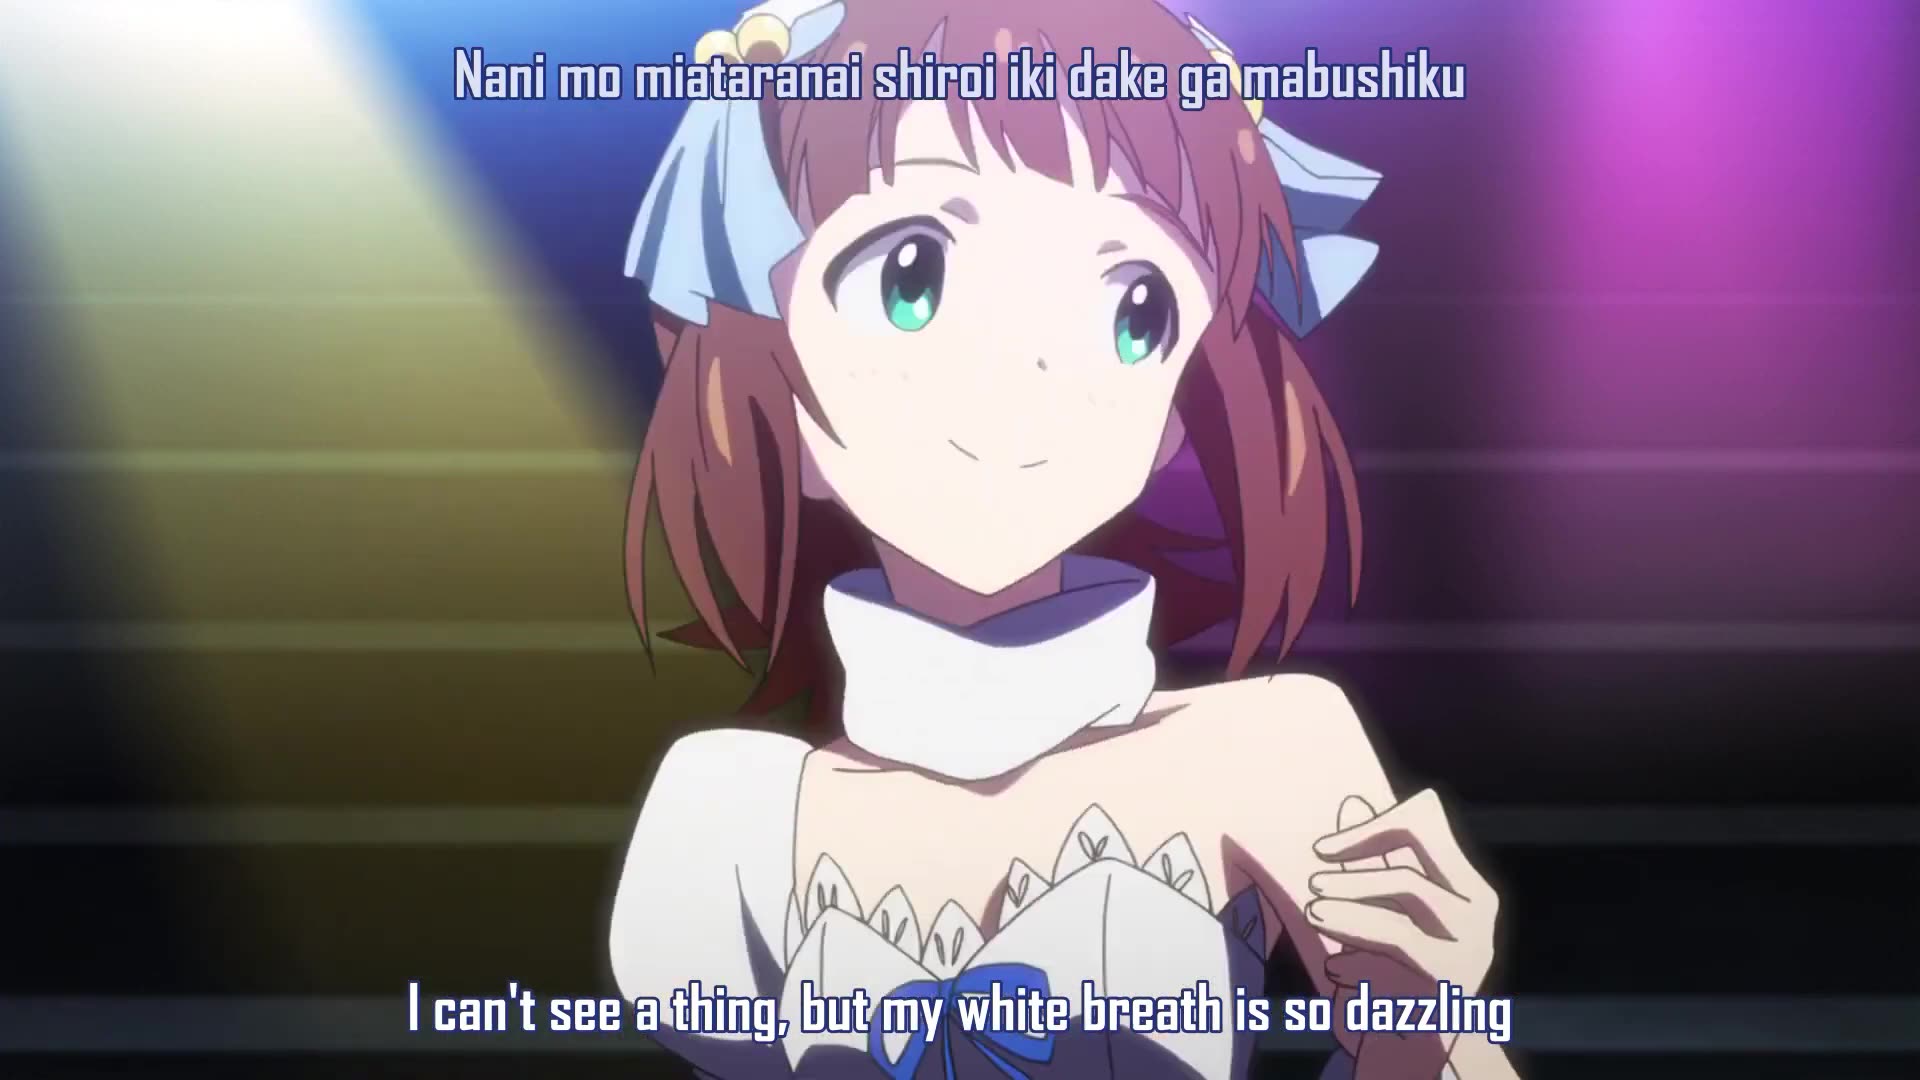 Nani mo miataranai shiroi iki dake ga mabushiku
I can't see a thing, but my white breath is so dazzling